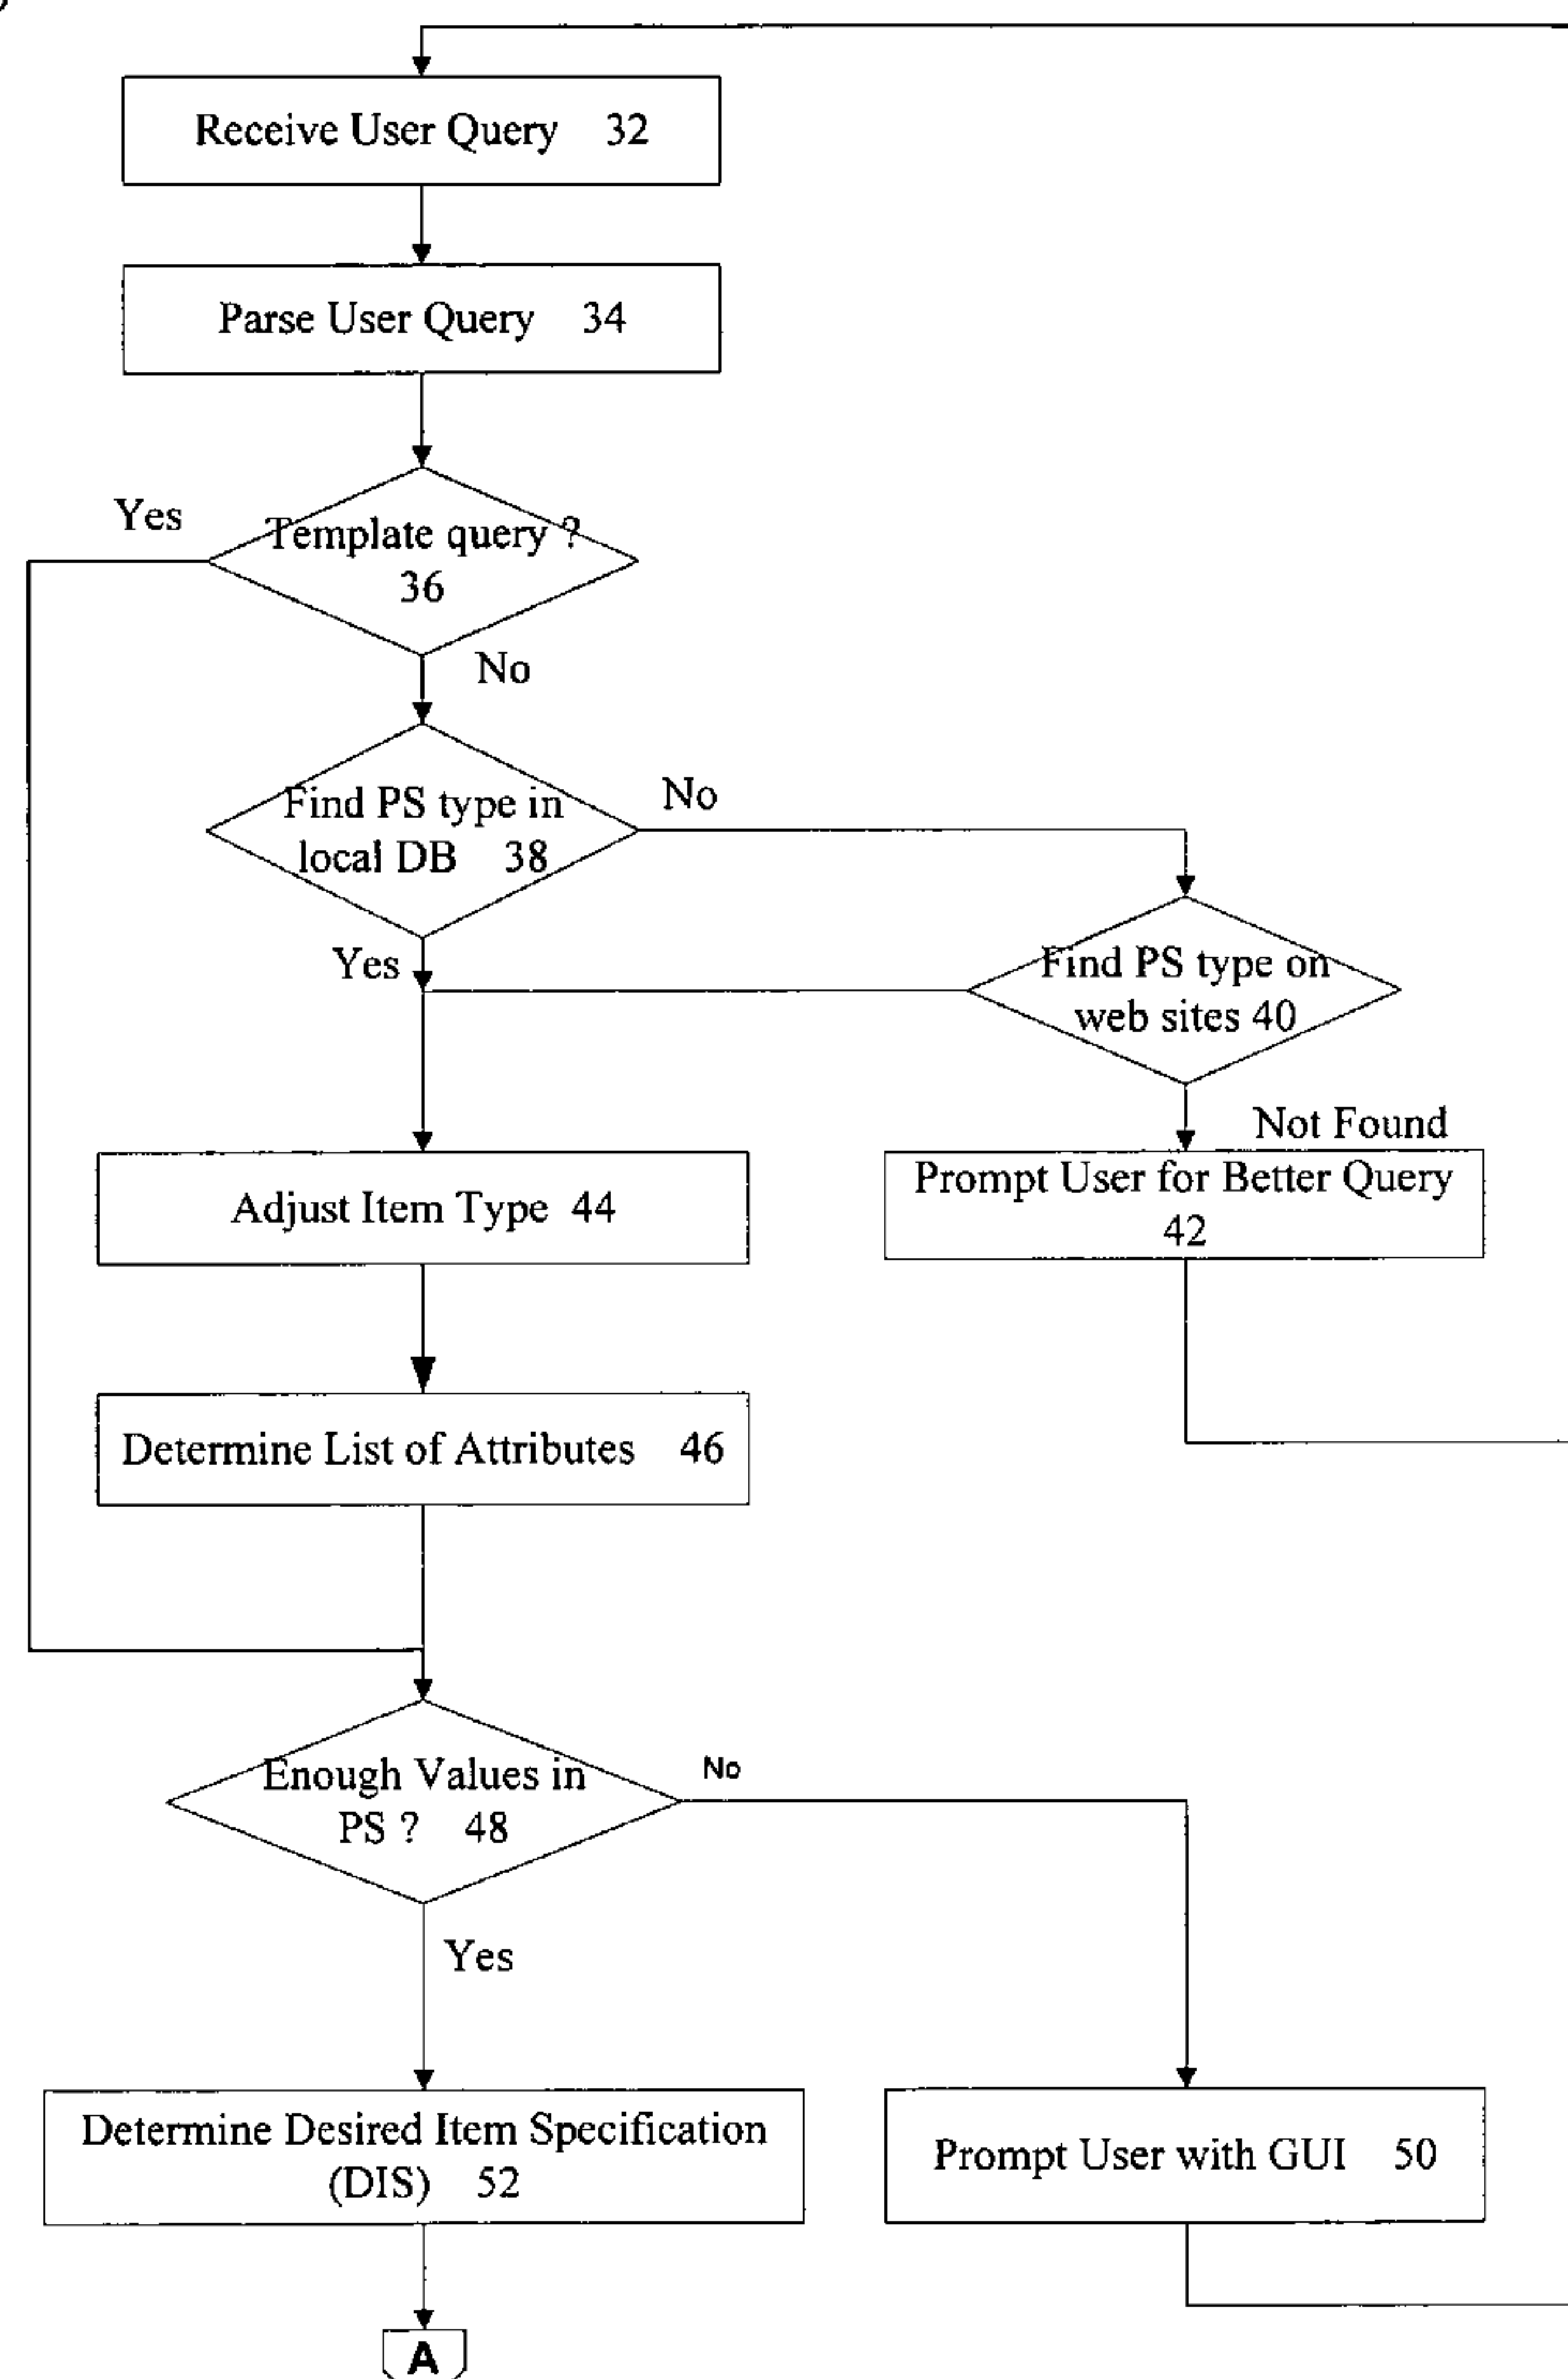 Receive User Query 32
Parse User Query 34
Yes
Template query ?
36
No
Find PS type in
local DB 38
No
Yes
Find PS type on
web sites 40
Not Found
Prompt User for Better Query
42
Adjust Item Type 44
Determine List of Attributes 46
Enough Values in
PS ? 48
No
Yes
Determine Desired Item Specification
(DIS) 52
Prompt User with GUI 50
A